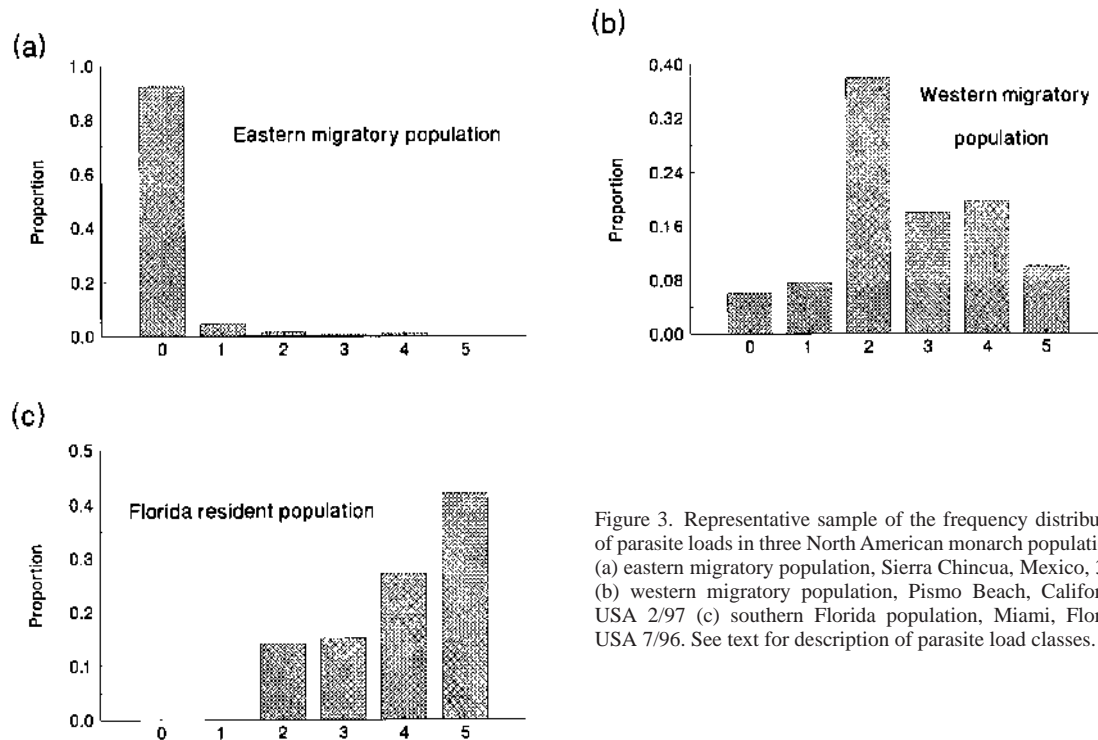 (a)
1.0
0.8
0.6
0.4
0.2
0.0
Proportion
Eastern migratory population
0 1 2 3 4 5
(b)
0.40
0.32
0.24
0.16
0.08
0.00
Proportion
Western migratory
population
0 1 2 3 4 5
(c)
0.5
0.4
0.3
0.2
0.1
0.0
Proportion
Florida resident population
0 1 2 3 4 5
Figure 3. Representative sample of the frequency distribu
of parasite loads in three North American monarch populati
(a) eastern migratory population, Sierra Chincua, Mexico,
(b) western migratory population, Pismo Beach, Califor
USA 2/97 (c) southern Florida population, Miami, Flor
USA 7/96. See text for description of parasite load classes.